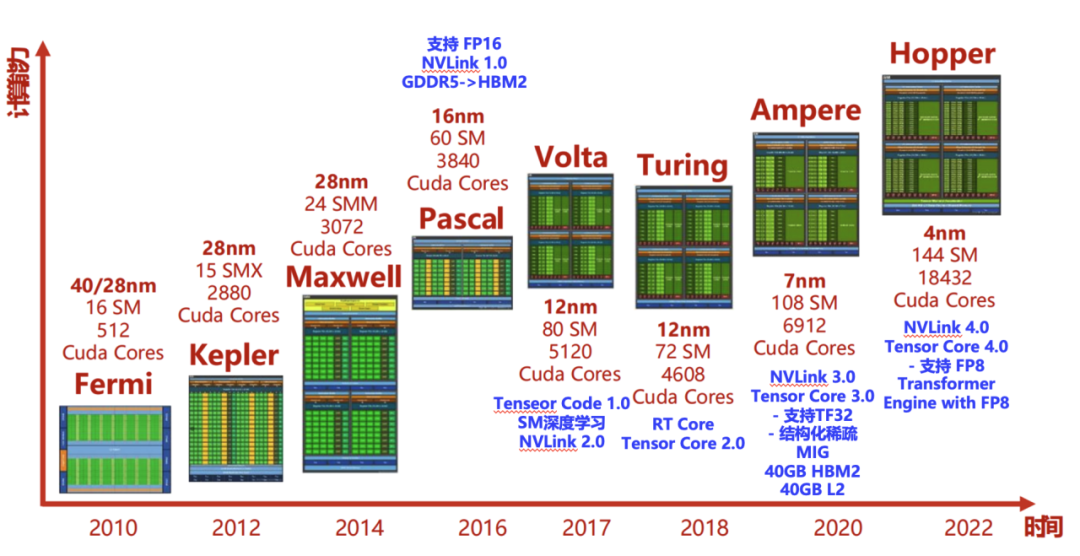 计算力
40/28nm
16 SM
512
Cuda Cores
Fermi
28nm
15 SMX
2880
Cuda Cores
Kepler
28nm
24 SMM
3072
Cuda Cores
Maxwell
支持 FP16
NVLink 1.0
GDDR5->HBM2
16nm
60 SM
3840
Cuda Cores
Pascal
Volta
12nm
80 SM
5120
Cuda Cores
Tenseor Code 1.0
SM深度学习
NVLink 2.0
Turing
12nm
72 SM
4608
Cuda Cores
RT Core
Tensor Core 2.0
Ampere
7nm
108 SM
6912
Cuda Cores
NVLink 3.0
Tensor Core 3.0
- 支持TF32
- 结构化稀疏
MIG
40GB HBM2
40GB L2
Hopper
4nm
144 SM
18432
Cuda Cores
NVLink 4.0
Tensor Core 4.0
- 支持 FP8
Transformer
Engine with FP8
2010
2012
2014
2016
2017
2018
2020
2022
时间